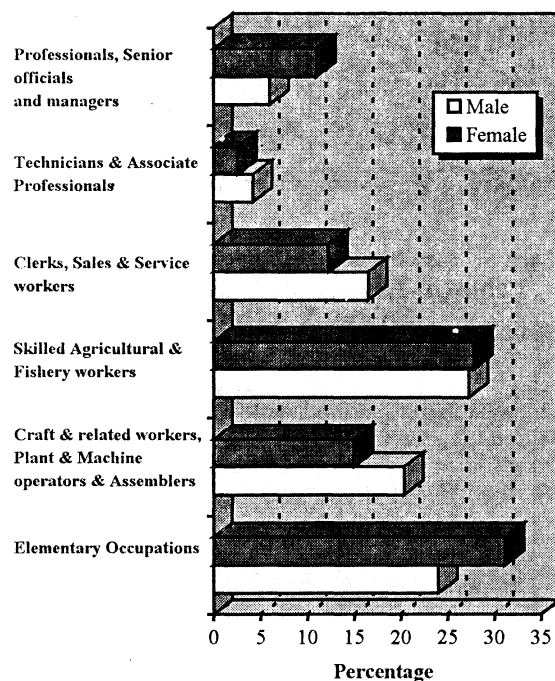 Professionals, Senior
officials
and managers
Male
Female
Technicians & Associate
Professionals
Clerks, Sales & Service
workers
Skilled Agricultural &
Fishery workers
Craft & related workers,
Plant & Machine
operators & Assemblers
Elementary Occupations
0 5 10 15 20 25 30 35
Percentage